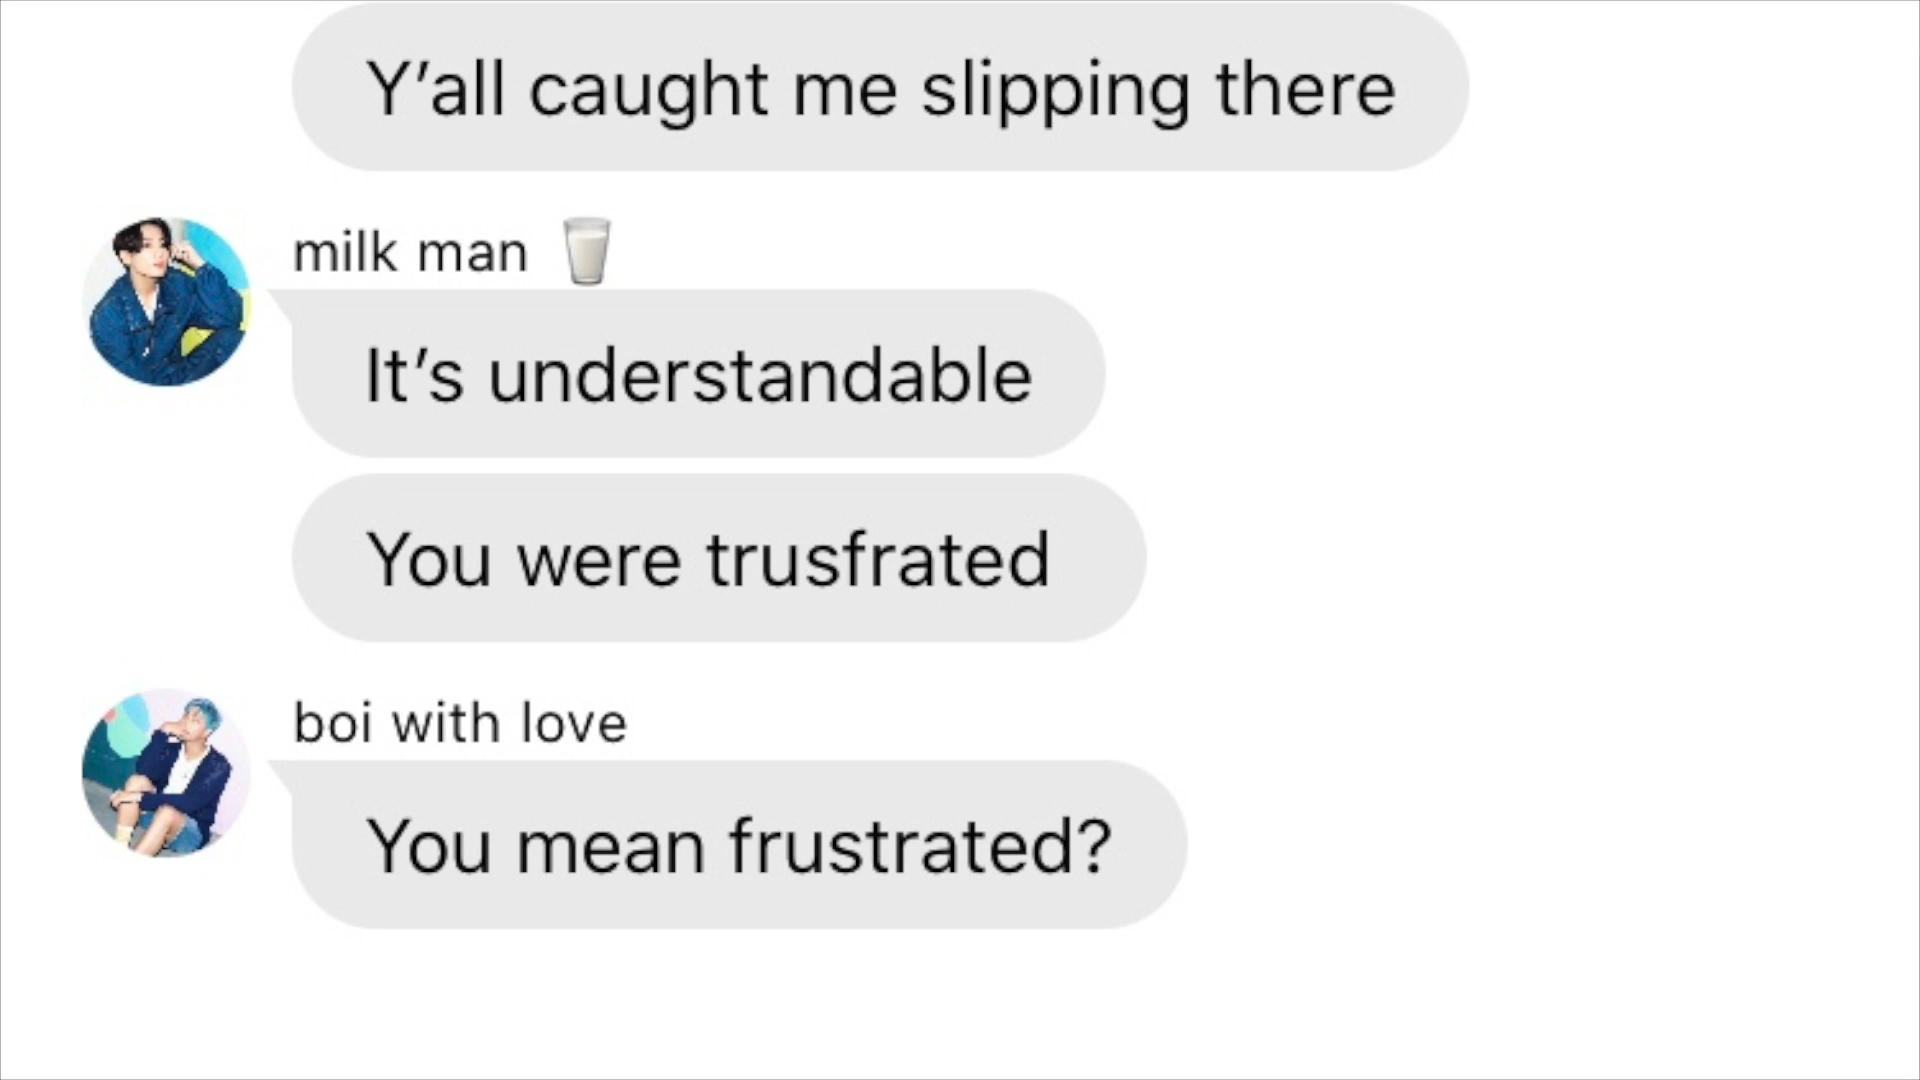 Y’all caught me slipping there
milk man 🥛
It’s understandable
You were trusfrated
boi with love
You mean frustrated?